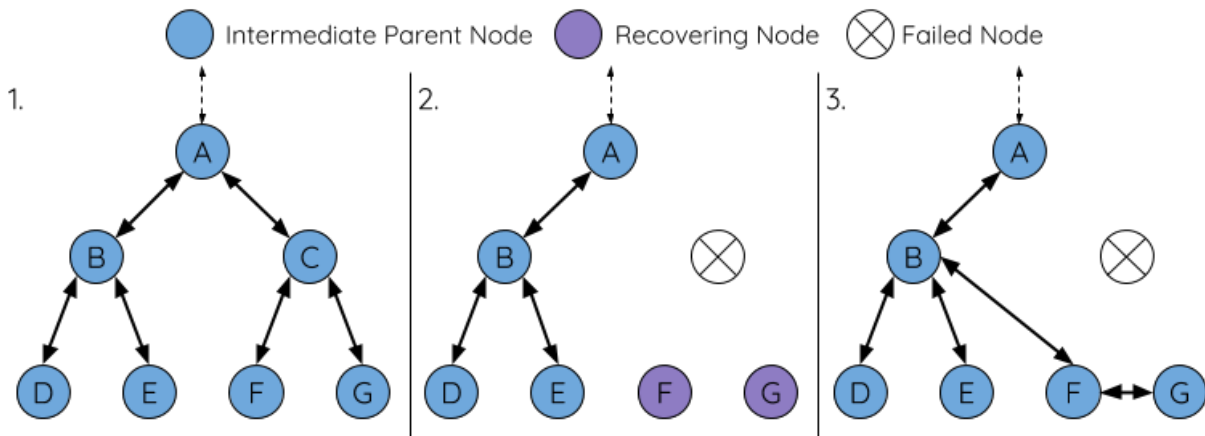 Intermediate Parent Node Recovering Node Failed Node
1. 2. 3.
A A A
B C B B
D E F G D E F G D E F G